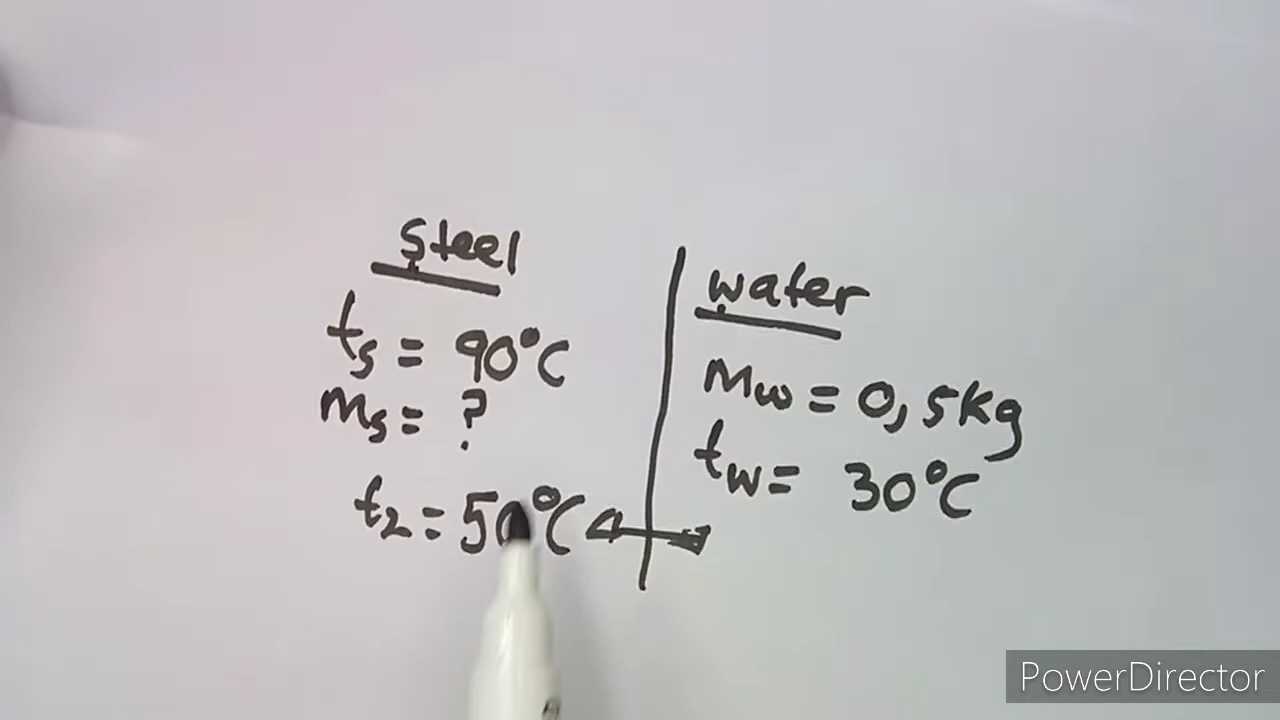 Steel
ts = 90°C
ms = ?
t2 = 50°C
water
mw = 0,5kg
tw = 30°C
PowerDirector